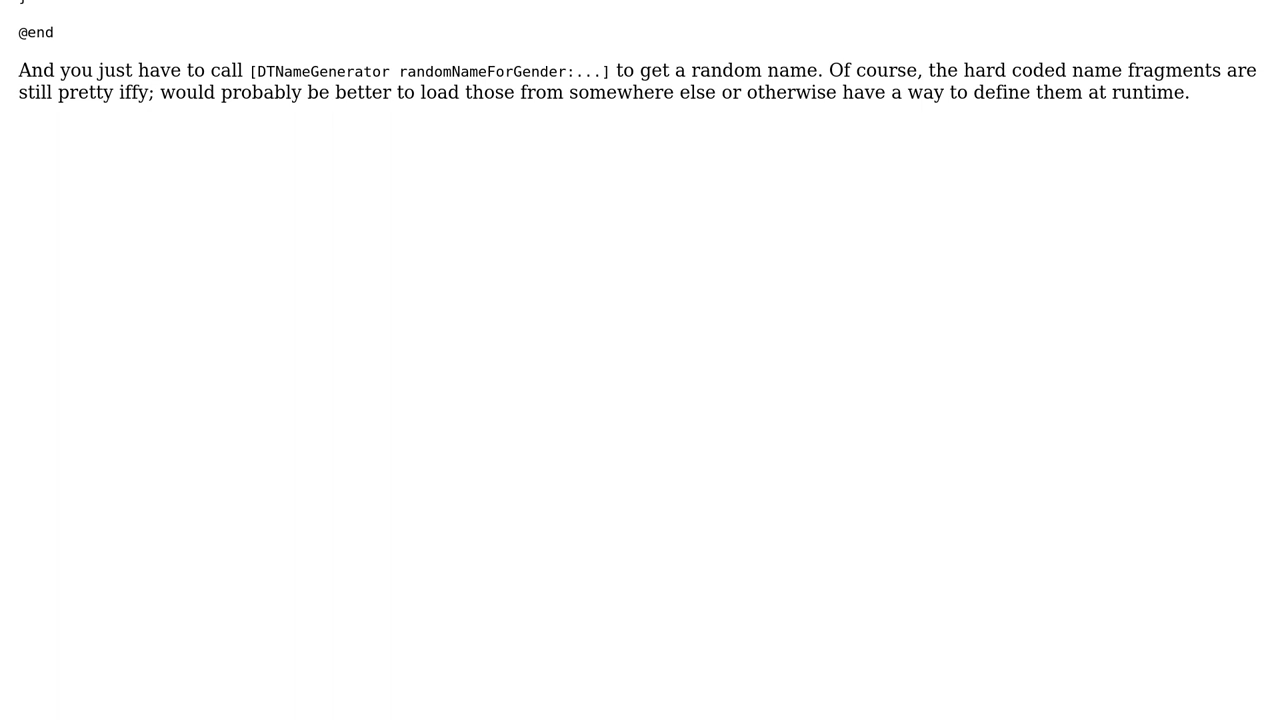 @end
And you just have to call [DTNameGenerator randomNameForGender:...] to get a random name. Of course, the hard coded name fragments are
still pretty iffy; would probably be better to load those from somewhere else or otherwise have a way to define them at runtime.